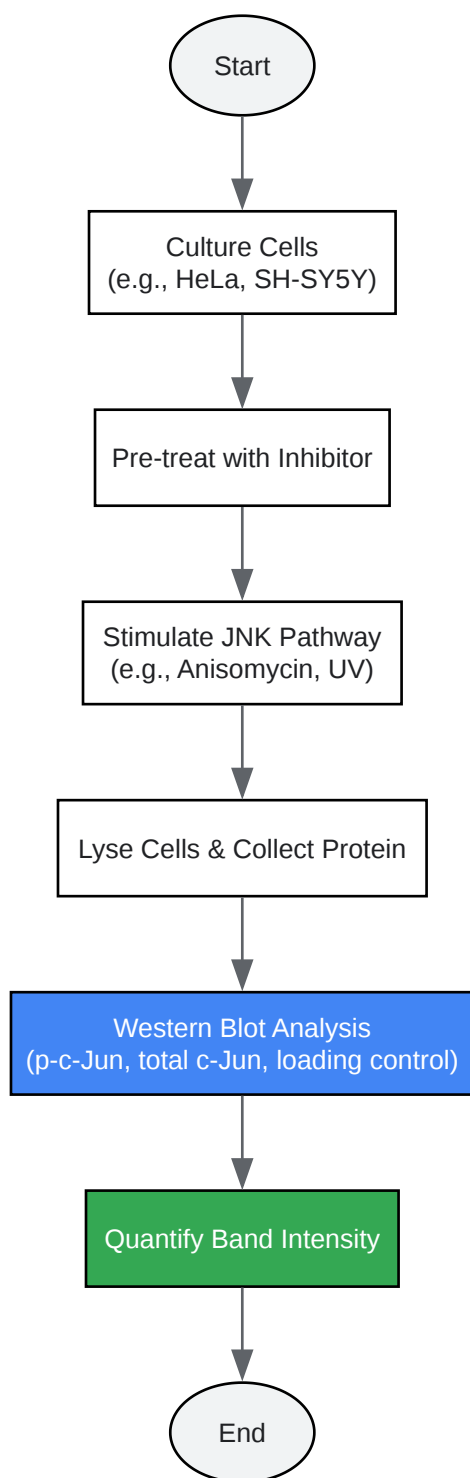 Start
Culture Cells
(e.g., HeLa, SH-SY5Y)
Pre-treat with Inhibitor
Stimulate JNK Pathway
(e.g., Anisomycin, UV)
Lyse Cells & Collect Protein
Western Blot Analysis
(p-c-Jun, total c-Jun, loading control)
Quantify Band Intensity
End